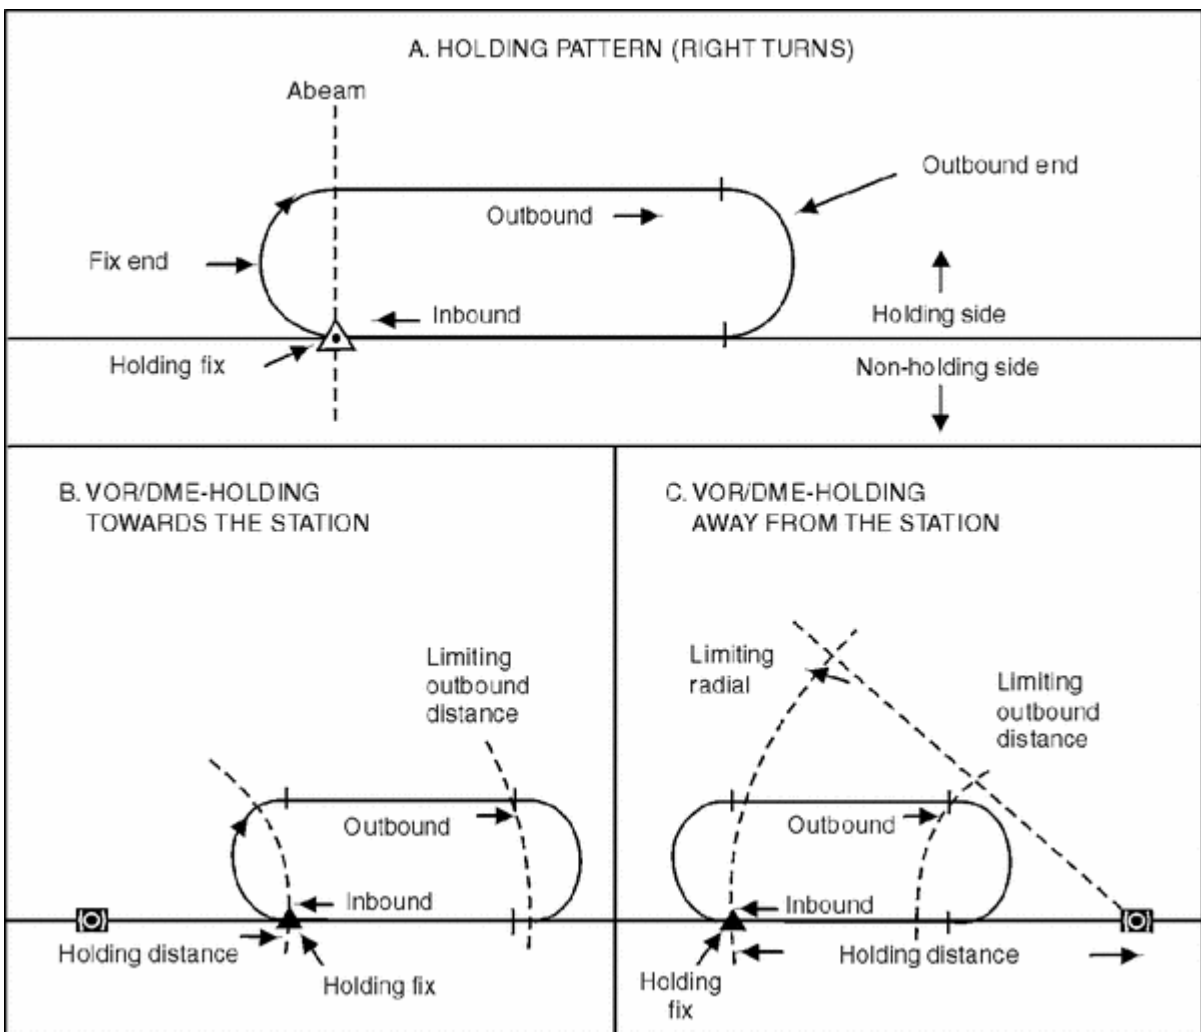 A. HOLDING PATTERN (RIGHT TURNS)
Abeam
Outbound end
Outbound
Fix end
Inbound
Holding side
Holding fix
Non-holding side
B. VOR/DME-HOLDING
TOWARDS THE STATION
Limiting
outbound
distance
Outbound
Inbound
Holding distance
Holding fix
C. VOR/DME-HOLDING
AWAY FROM THE STATION
Limiting
radial
Limiting
outbound
distance
Outbound
Inbound
Holding distance
Holding
fix